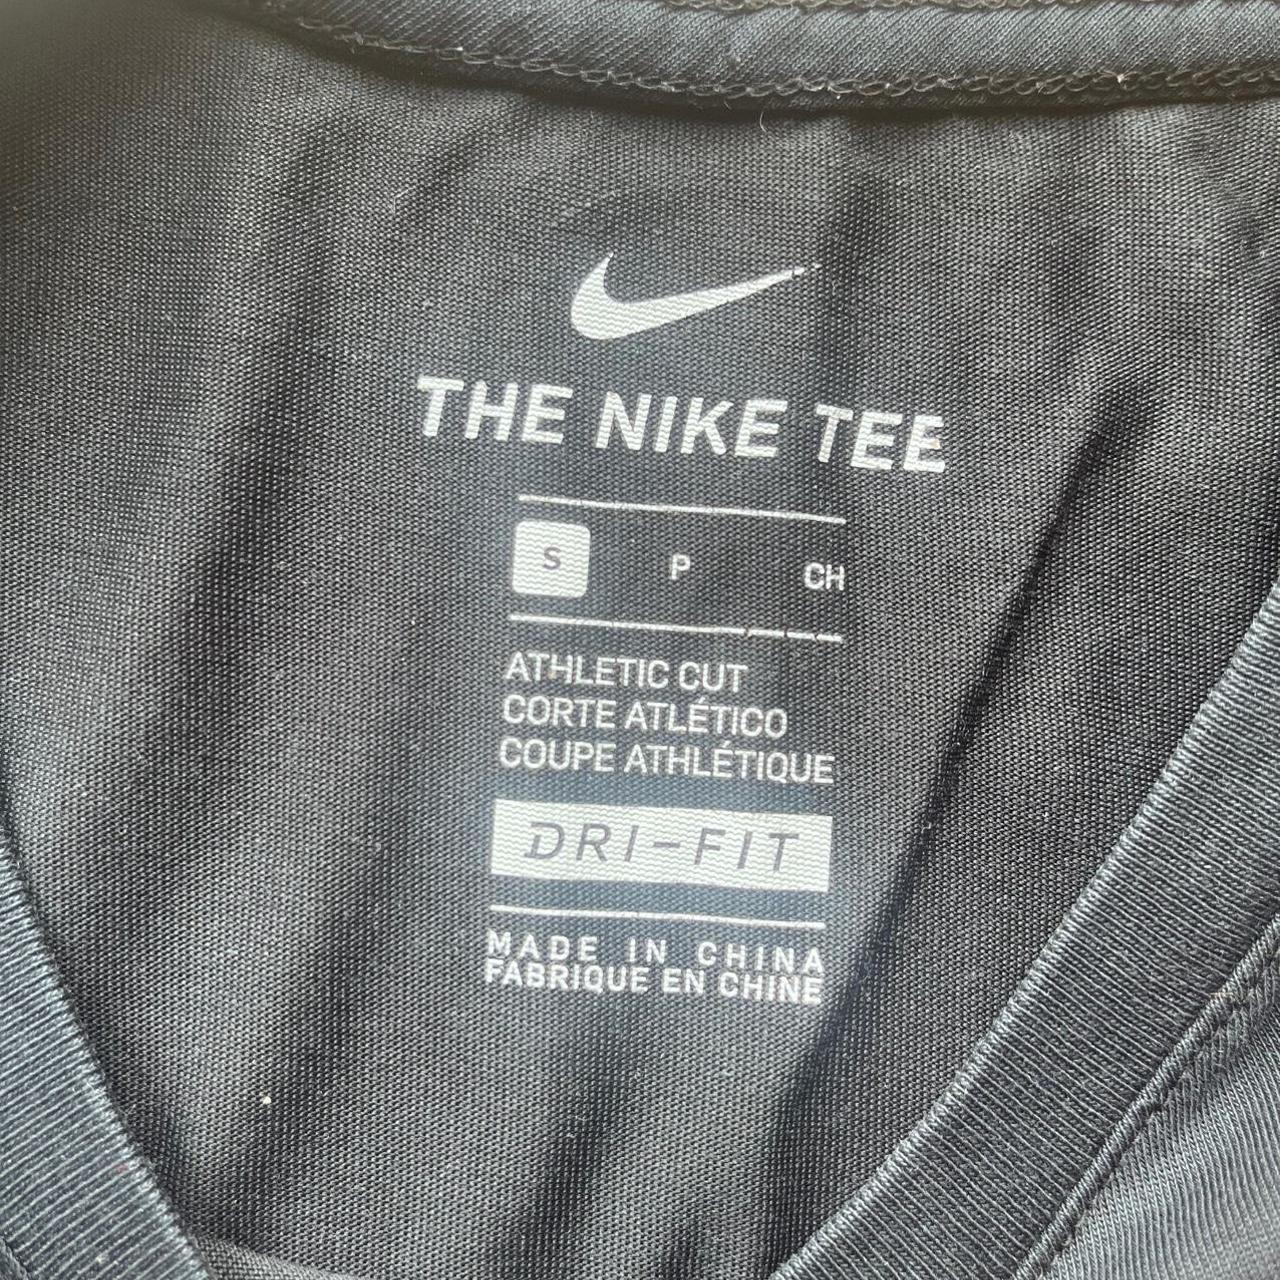 THE NIKE TEE
S P CH
ATHLETIC CUT
CORTE ATLÉTICO
COUPE ATHLÉTIQUE
DRI-FIT
MADE IN CHINA
FABRIQUE EN CHINE